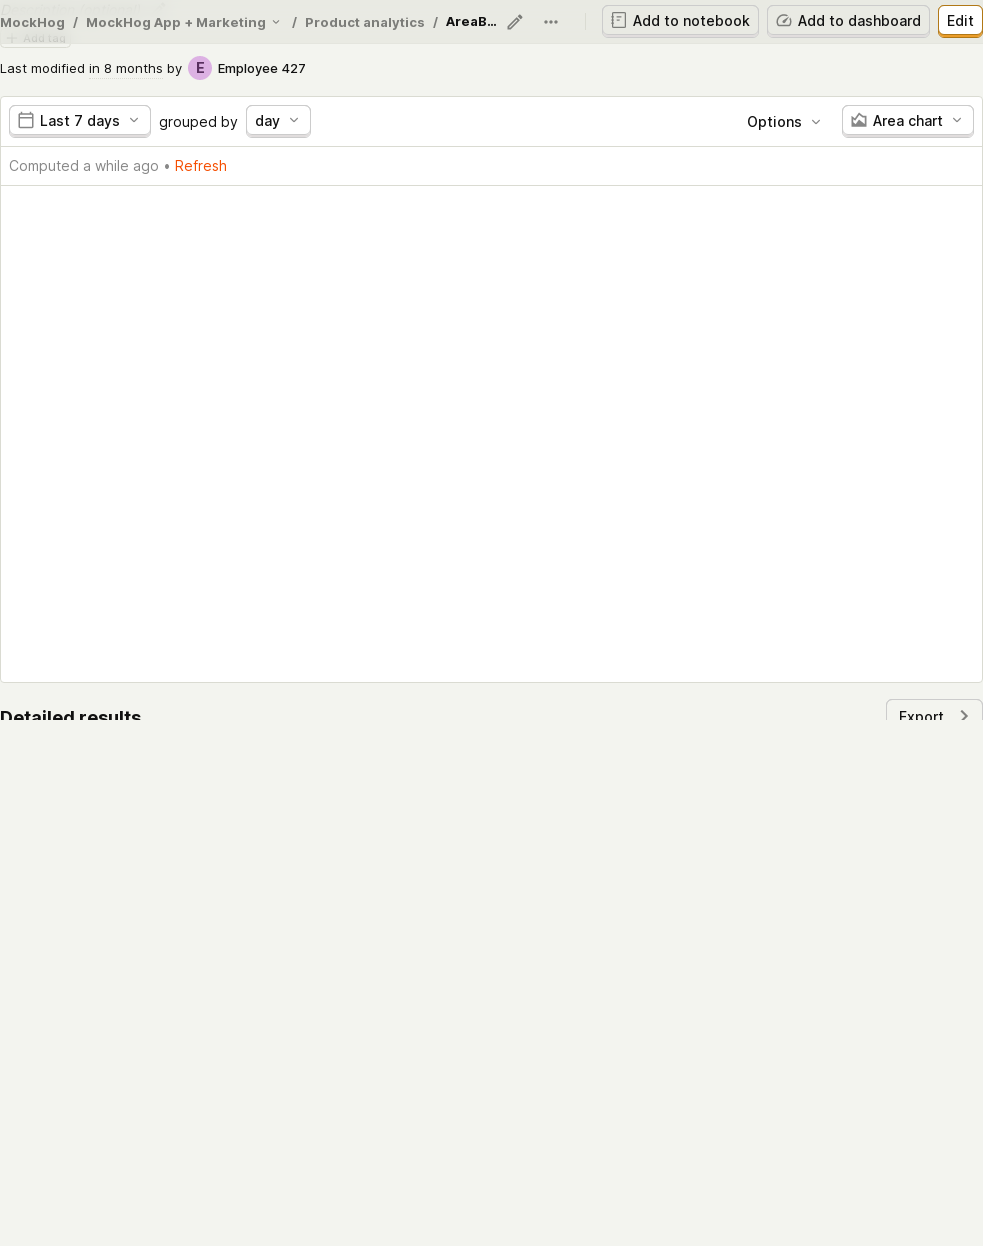 MockHog / MockHog App + Marketing / Product analytics / AreaB... Add to notebook Add to dashboard Edit
Add tag
Last modified in 8 months by E Employee 427
Last 7 days grouped by day Options Area chart
Computed a while ago • Refresh
Detailed results Export